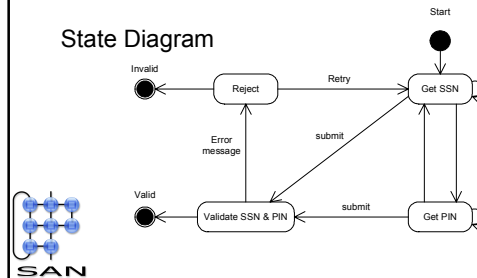 Start
State Diagram
Invalid
Reject
Retry
Get SSN
Error
message
submit
Valid
Validate SSN & PIN
submit
Get PIN
SAN